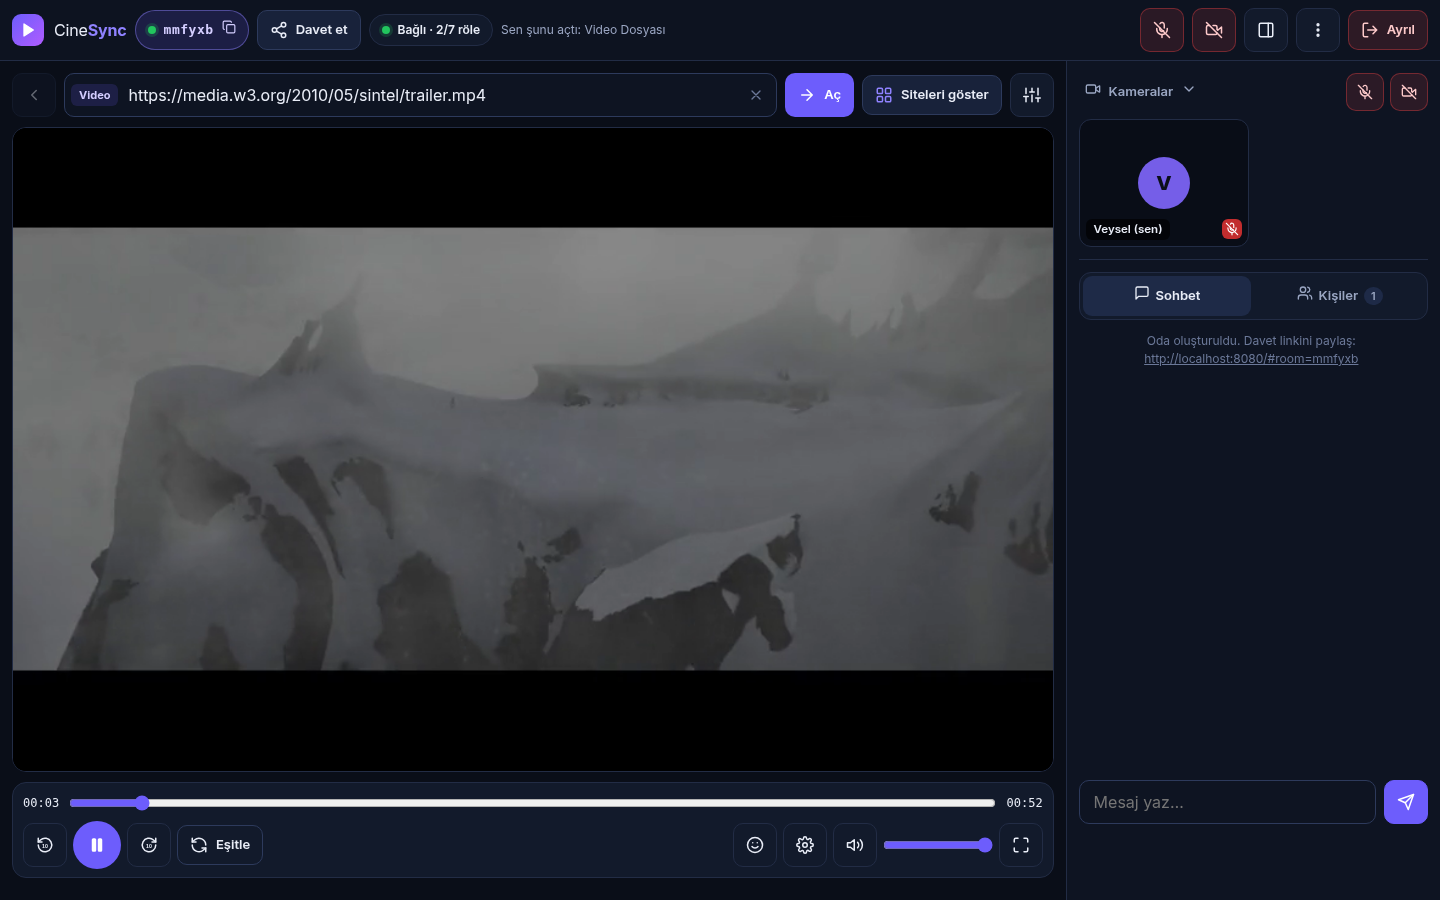 CineSync
mmfyxb
Davet et
Bağlı · 2/7 röle
Sen şunu açtı: Video Dosyası
Ayrıl
Video
https://media.w3.org/2010/05/sintel/trailer.mp4
Aç
Siteleri göster
Kameralar
V
Veysel (sen)
Sohbet
Kişiler
1
Oda oluşturuldu. Davet linkini paylaş:
http://localhost:8080/#room=mmfyxb
00:03
00:52
10
10
Eşitle
Mesaj yaz...